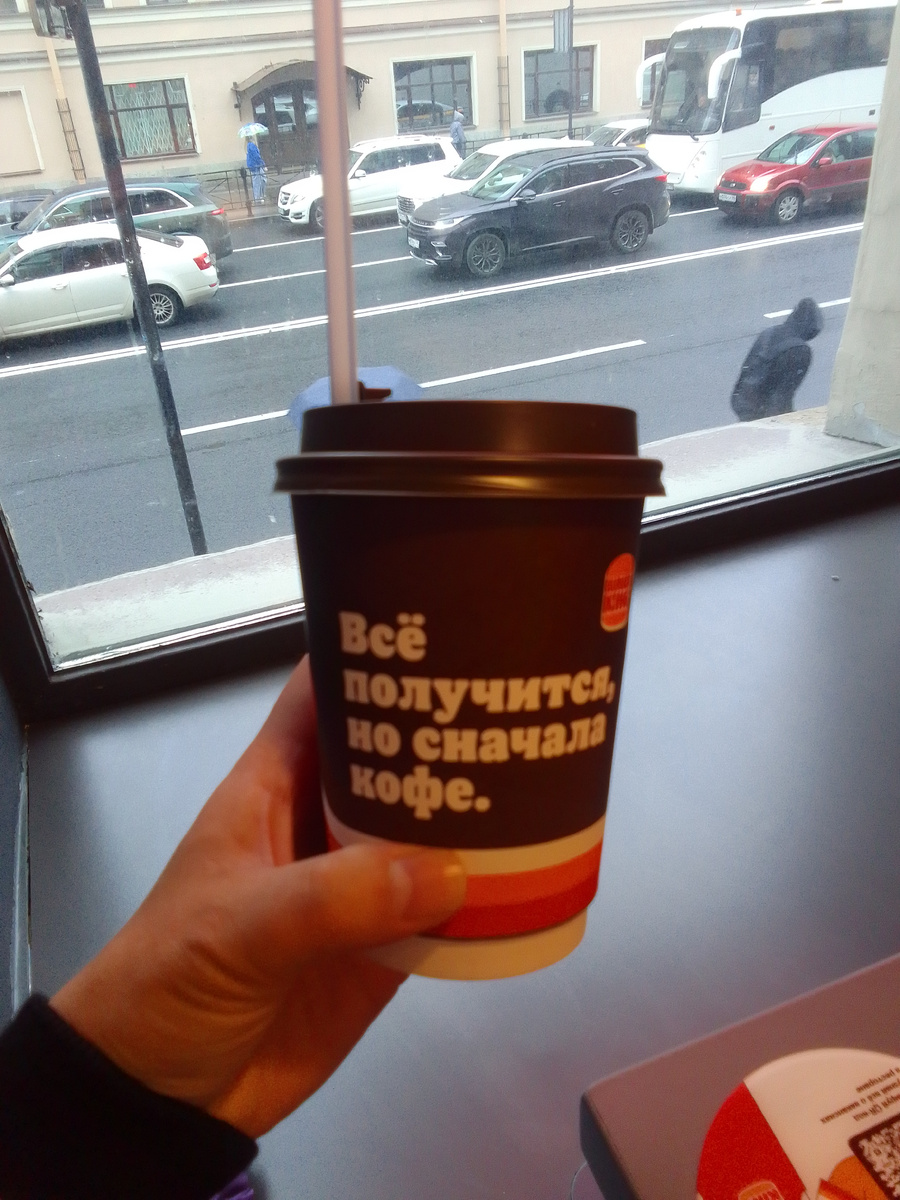 Всё
получится,
но сначала
кофе.